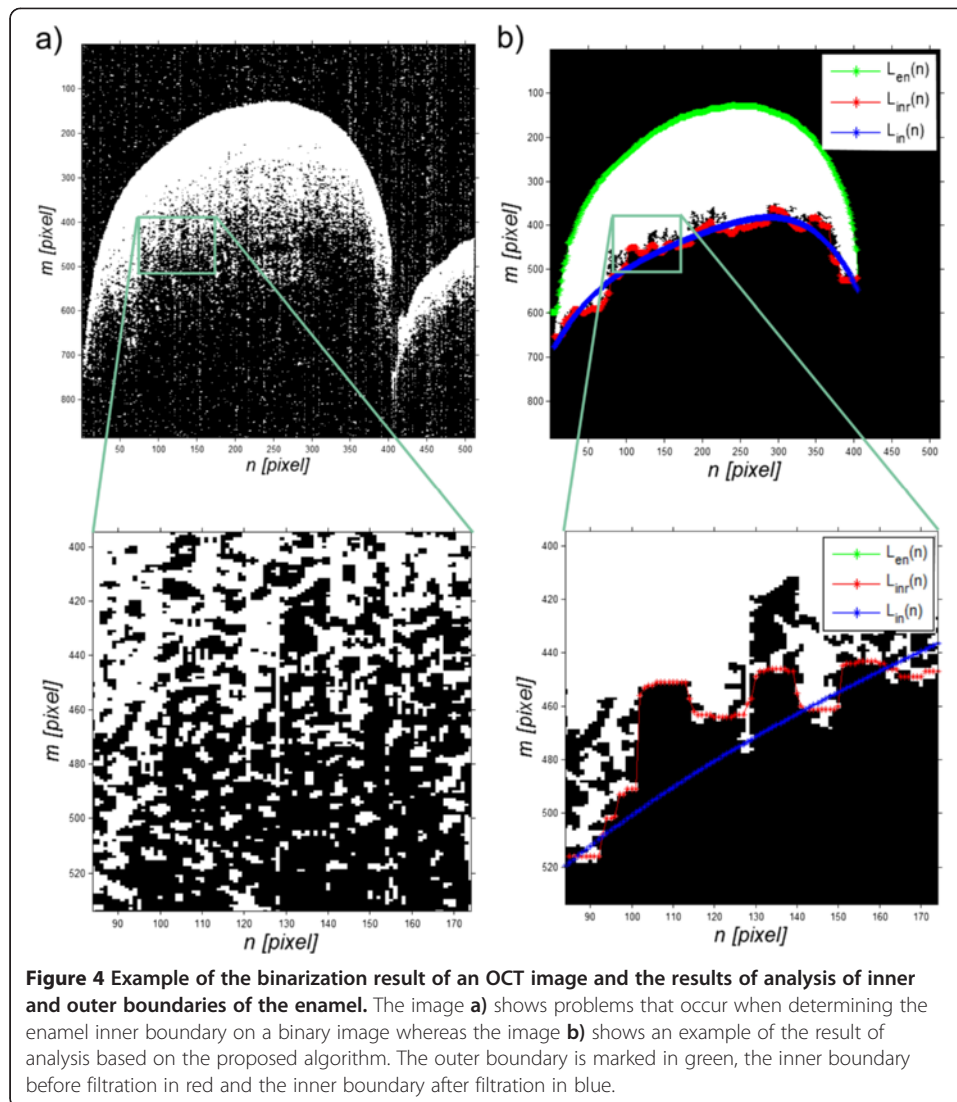 a)
100
200
300
400
500
600
700
800
m [pixel]
50 100 150 200 250 300 350 400 450 500
n [pixel]
b)
L_en(n)
L_inr(n)
L_in(n)
100
200
300
400
500
600
700
800
m [pixel]
50 100 150 200 250 300 350 400 450 500
n [pixel]
400
420
440
460
480
500
520
m [pixel]
90 100 110 120 130 140 150 160 170
n [pixel]
L_en(n)
L_inr(n)
L_in(n)
400
420
440
460
480
500
520
m [pixel]
90 100 110 120 130 140 150 160 170
n [pixel]
Figure 4 Example of the binarization result of an OCT image and the results of analysis of inner
and outer boundaries of the enamel. The image a) shows problems that occur when determining the
enamel inner boundary on a binary image whereas the image b) shows an example of the result of
analysis based on the proposed algorithm. The outer boundary is marked in green, the inner boundary
before filtration in red and the inner boundary after filtration in blue.